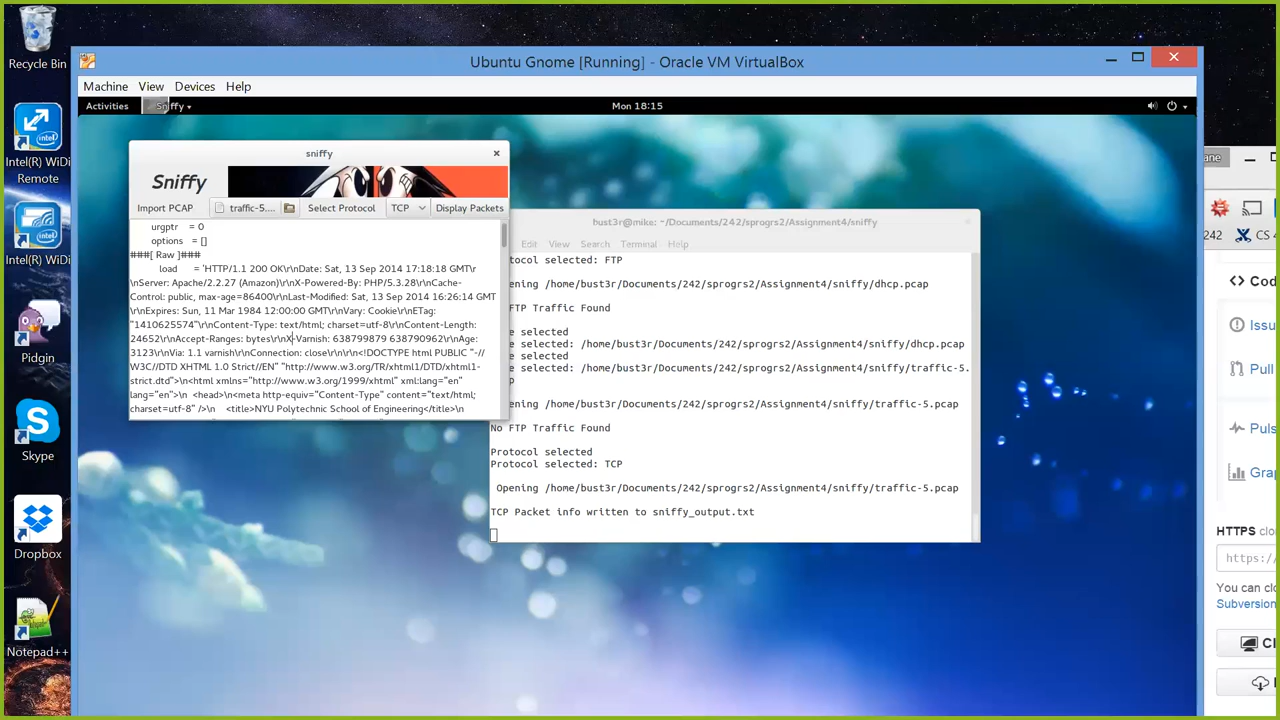 Recycle Bin
Intel(R) WiDi
Remote
Intel(R) WiDi
Pidgin
Skype
Dropbox
Notepad++
Ubuntu Gnome [Running] - Oracle VM VirtualBox
Machine View Devices Help
Activities
Sniffy
Mon 18:15
sniffy
Sniffy
Import PCAP
traffic-5....
Select Protocol
TCP
Display Packets
urgptr = 0
options = []
###[ Raw ]###
load = 'HTTP/1.1 200 OK\r\nDate: Sat, 13 Sep 2014 17:18:18 GMT\r
\nServer: Apache/2.2.27 (Amazon)\r\nX-Powered-By: PHP/5.3.28\r\nCache-
Control: public, max-age=86400\r\nLast-Modified: Sat, 13 Sep 2014 16:26:14 GMT
\r\nExpires: Sun, 11 Mar 1984 12:00:00 GMT\r\nVary: Cookie\r\nETag:
"1410625574"\r\nContent-Type: text/html; charset=utf-8\r\nContent-Length:
24652\r\nAccept-Ranges: bytes\r\nX-Varnish: 638799879 638790962\r\nAge:
3123\r\nVia: 1.1 varnish\r\nConnection: close\r\n\r\n<!DOCTYPE html PUBLIC "-//
W3C//DTD XHTML 1.0 Strict//EN" "http://www.w3.org/TR/xhtml1/DTD/xhtml1-
strict.dtd">\n<html xmlns="http://www.w3.org/1999/xhtml" xml:lang="en"
lang="en">\n <head>\n<meta http-equiv="Content-Type" content="text/html;
charset=utf-8" />\n <title>NYU Polytechnic School of Engineering</title>\n
bust3r@mike: ~/Documents/242/sprogrs2/Assignment4/sniffy
Edit View Search Terminal Help
tocol selected: FTP
ening /home/bust3r/Documents/242/sprogrs2/Assignment4/sniffy/dhcp.pcap
FTP Traffic Found
e selected
e selected: /home/bust3r/Documents/242/sprogrs2/Assignment4/sniffy/dhcp.pcap
e selected
e selected: /home/bust3r/Documents/242/sprogrs2/Assignment4/sniffy/traffic-5.
p
ening /home/bust3r/Documents/242/sprogrs2/Assignment4/sniffy/traffic-5.pcap
No FTP Traffic Found
Protocol selected
Protocol selected: TCP
Opening /home/bust3r/Documents/242/sprogrs2/Assignment4/sniffy/traffic-5.pcap
TCP Packet info written to sniffy_output.txt
ane
242
CS 4
Cod
Issu
Pull
Puls
Grap
HTTPS clo
https:/
You can clo
Subversion
Cl